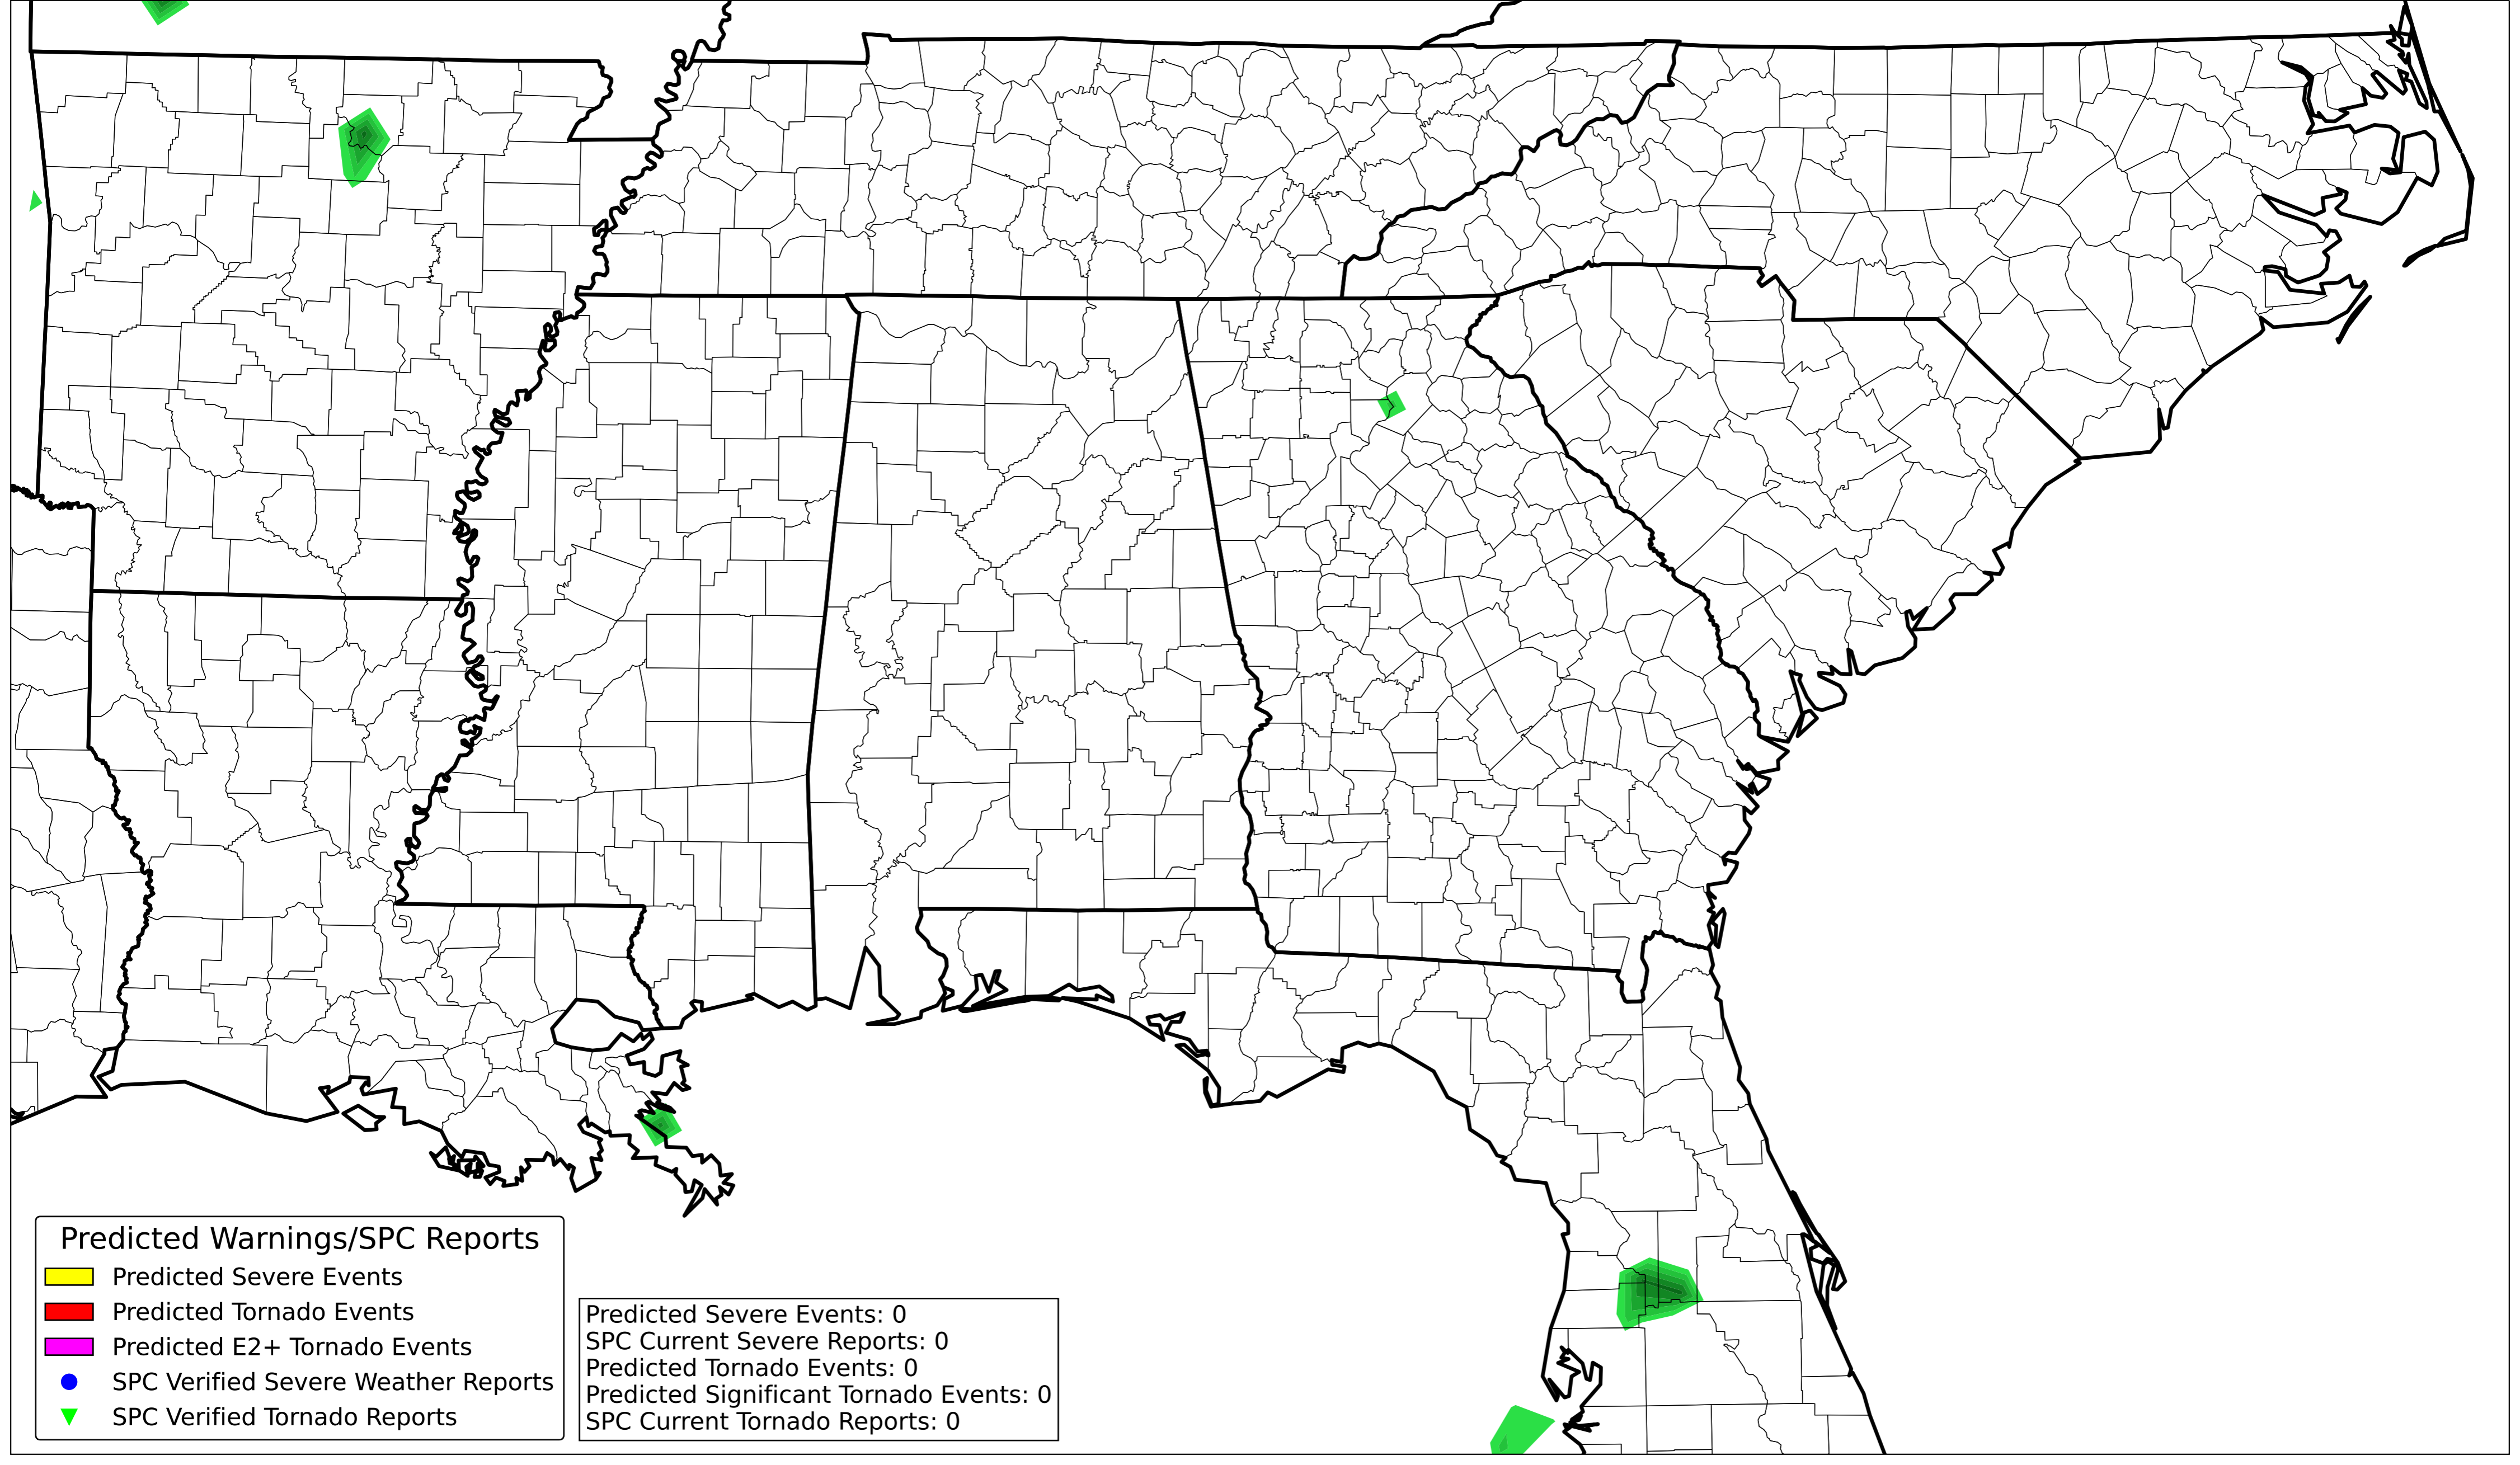 Predicted Warnings/SPC Reports
Predicted Severe Events
Predicted Tornado Events
Predicted E2+ Tornado Events
SPC Verified Severe Weather Reports
SPC Verified Tornado Reports
Predicted Severe Events: 0
SPC Current Severe Reports: 0
Predicted Tornado Events: 0
Predicted Significant Tornado Events: 0
SPC Current Tornado Reports: 0